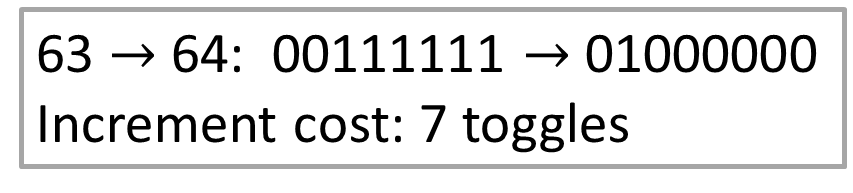 63 → 64: 00111111 → 01000000
Increment cost: 7 toggles